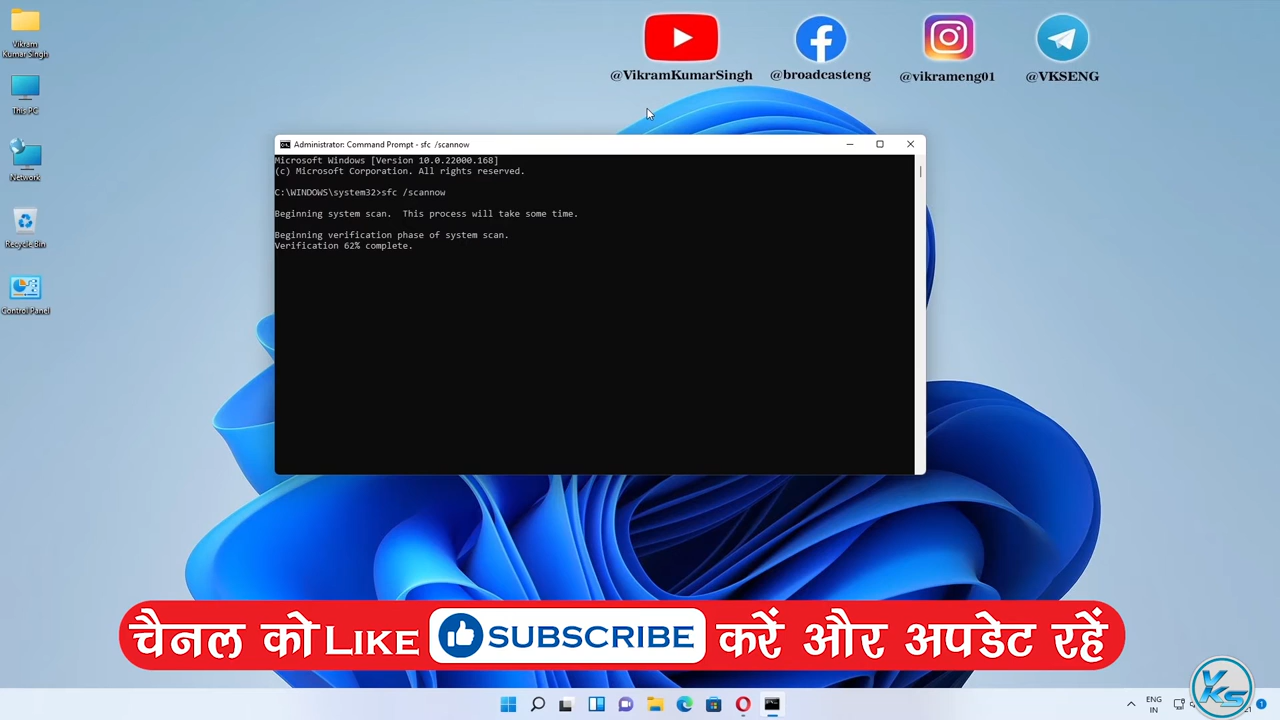 @VikramKumarSingh @broadcasteng @vikrameng01 @VKSENG
Vikram
Kumar Singh
This PC
Network
Recycle Bin
Control Panel
Administrator: Command Prompt - sfc /scannow
Microsoft Windows [Version 10.0.22000.168]
(c) Microsoft Corporation. All rights reserved.
C:\WINDOWS\system32>sfc /scannow
Beginning system scan. This process will take some time.
Beginning verification phase of system scan.
Verification 62% complete.
चैनल को LIKE SUBSCRIBE करें और अपडेट रहें
ENG
IN
VKS
1